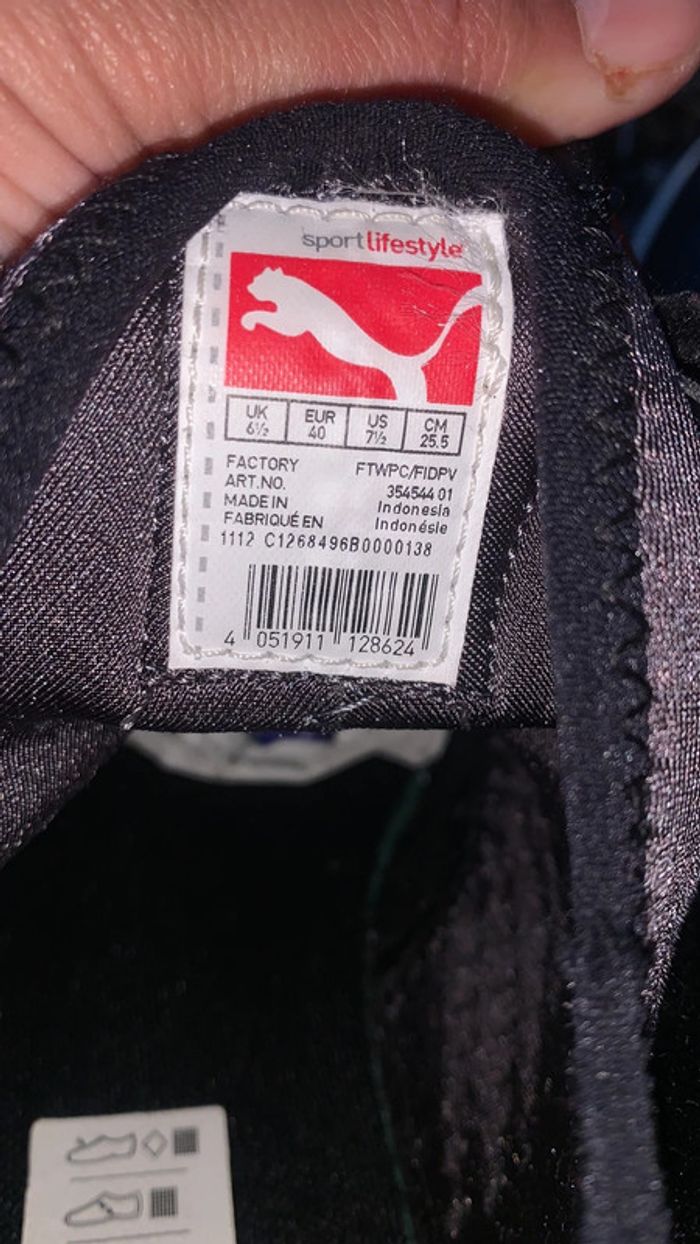 sportlifestyle
UK EUR US CM
6½ 40 7½ 25.5
FACTORY FTWPC/FIDPV
ART.NO. 354544 01
MADE IN Indonesia
FABRIQUÉ EN Indonésie
1112 C1268496B0000138
4 051911 128624